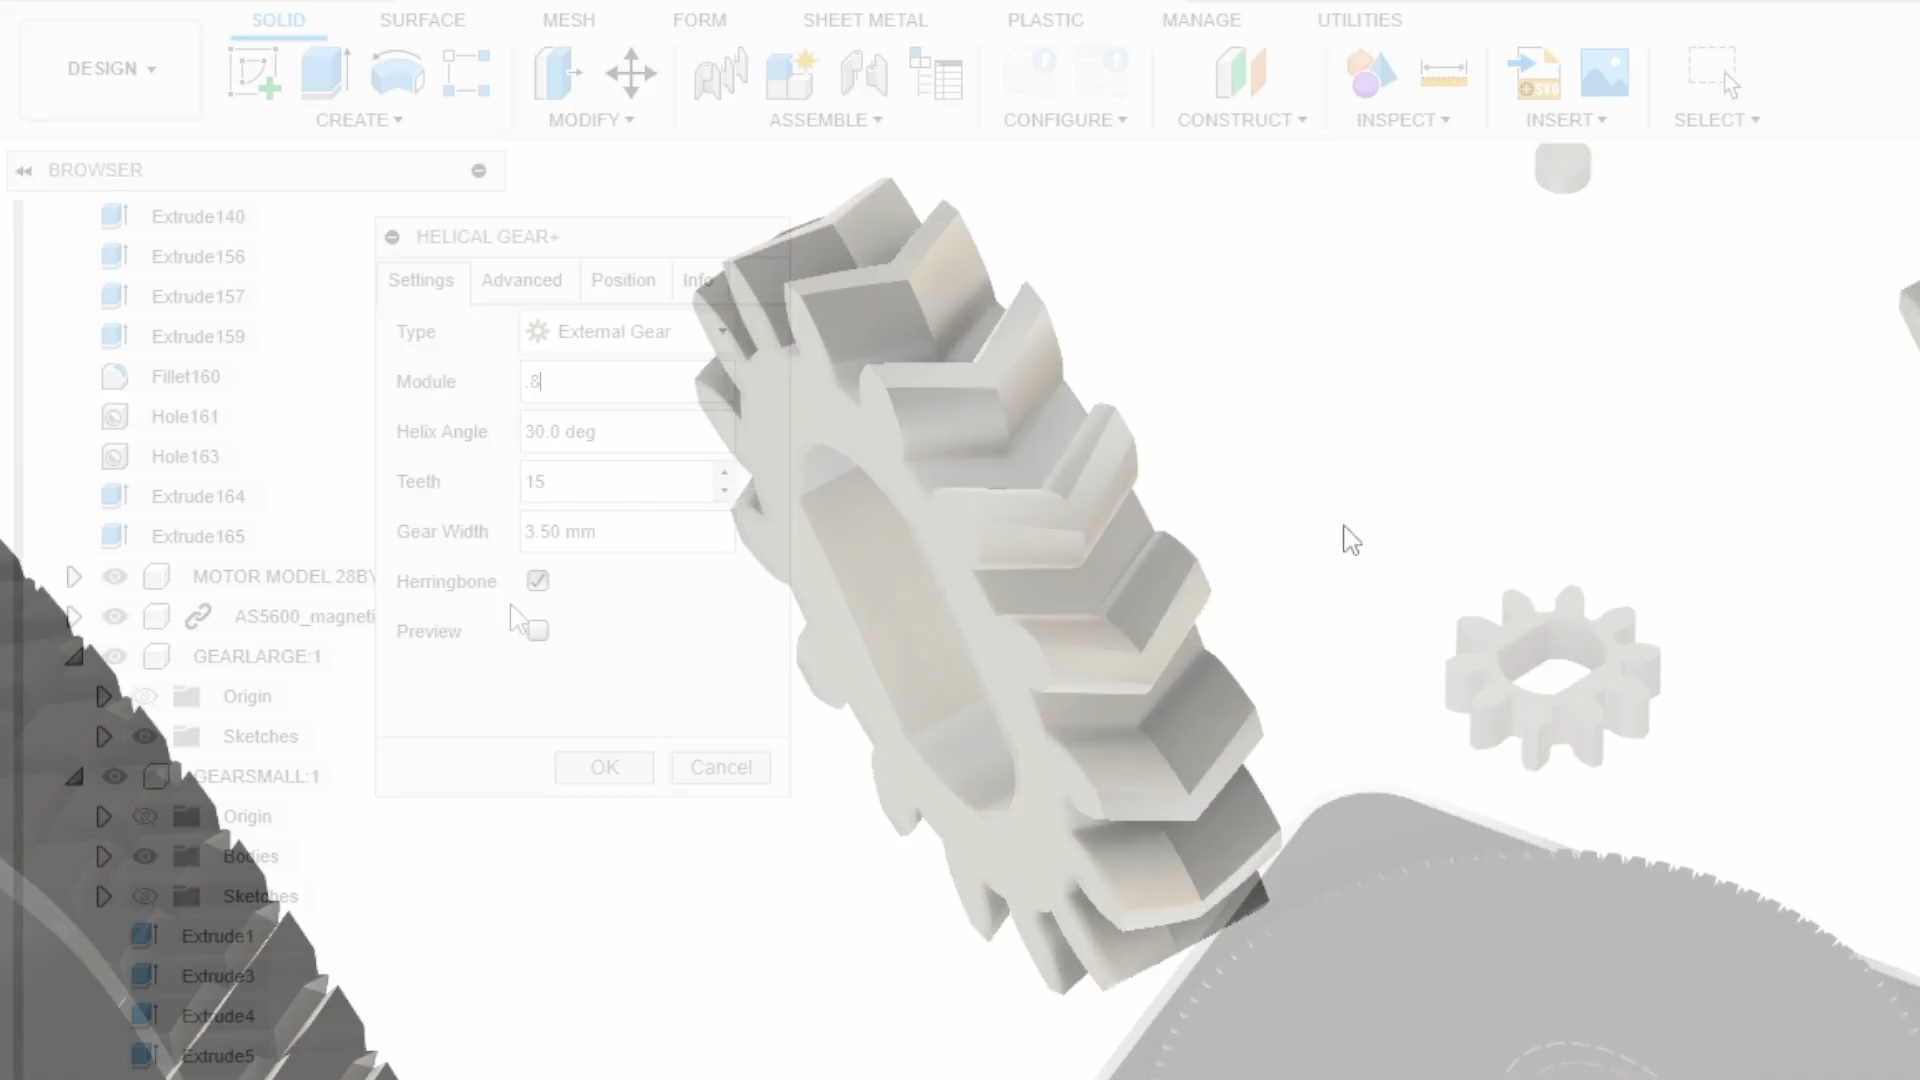 SOLID SURFACE MESH FORM SHEET METAL PLASTIC MANAGE UTILITIES
DESIGN
CREATE MODIFY ASSEMBLE CONFIGURE CONSTRUCT INSPECT INSERT SELECT
SVG
BROWSER
Extrude140
Extrude156
Extrude157
Extrude159
Fillet160
Hole161
Hole163
Extrude164
Extrude165
MOTOR MODEL 28BY
AS5600_magneti
GEARLARGE:1
Origin
Sketches
GEARSMALL:1
Origin
Bodies
Sketches
Extrude1
Extrude3
Extrude4
Extrude5
HELICAL GEAR+
Settings Advanced Position Info
Type External Gear
Module .8
Helix Angle 30.0 deg
Teeth 15
Gear Width 3.50 mm
Herringbone
Preview
OK Cancel